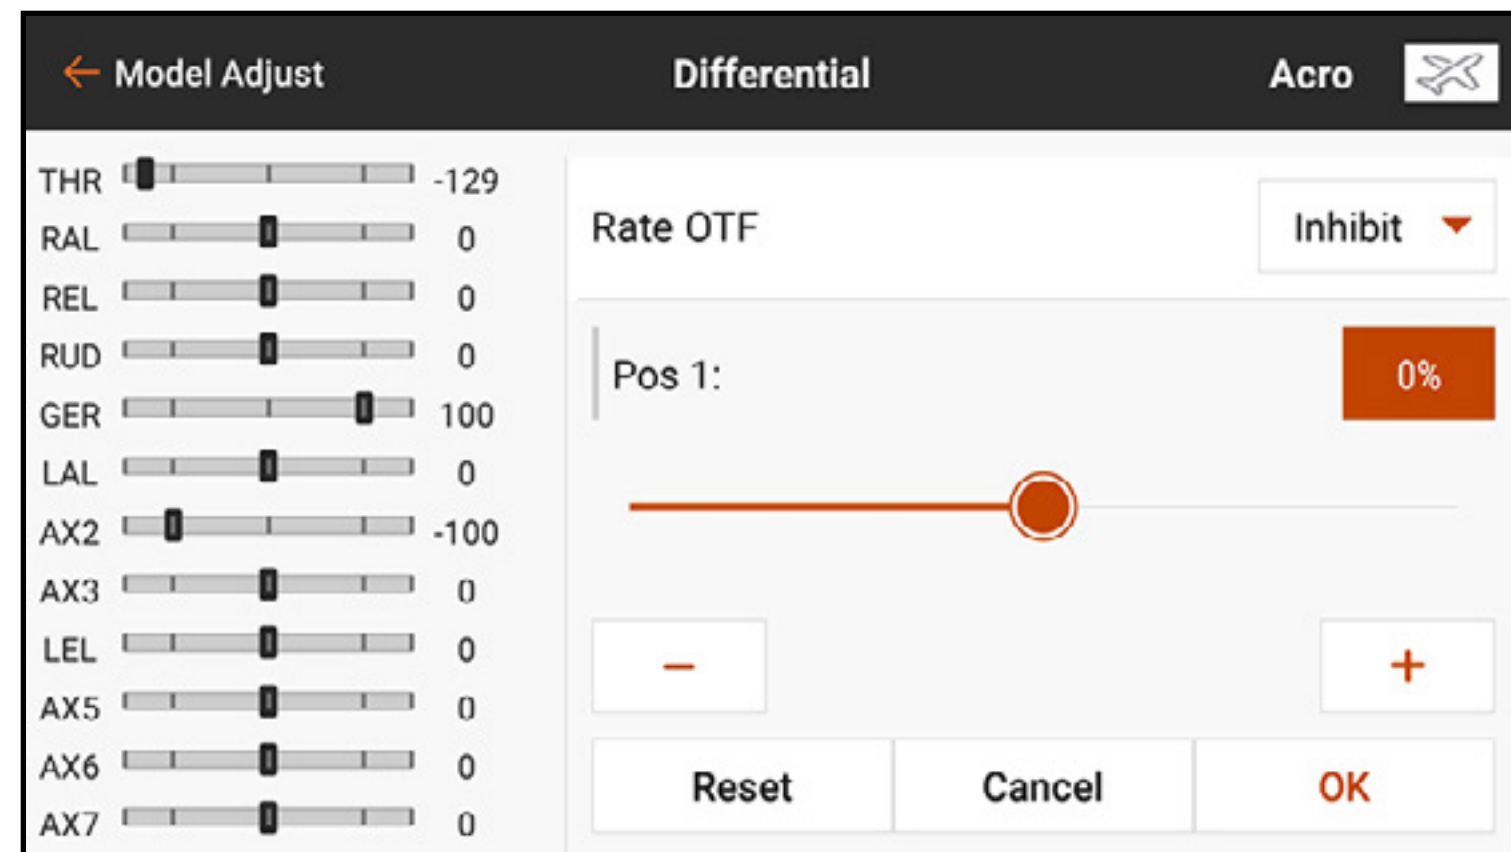 ← Model Adjust Differential Acro
THR -129
RAL 0
REL 0
RUD 0
GER 100
LAL 0
AX2 -100
AX3 0
LEL 0
AX5 0
AX6 0
AX7 0
Rate OTF Inhibit
Pos 1: 0%
− +
Reset Cancel OK